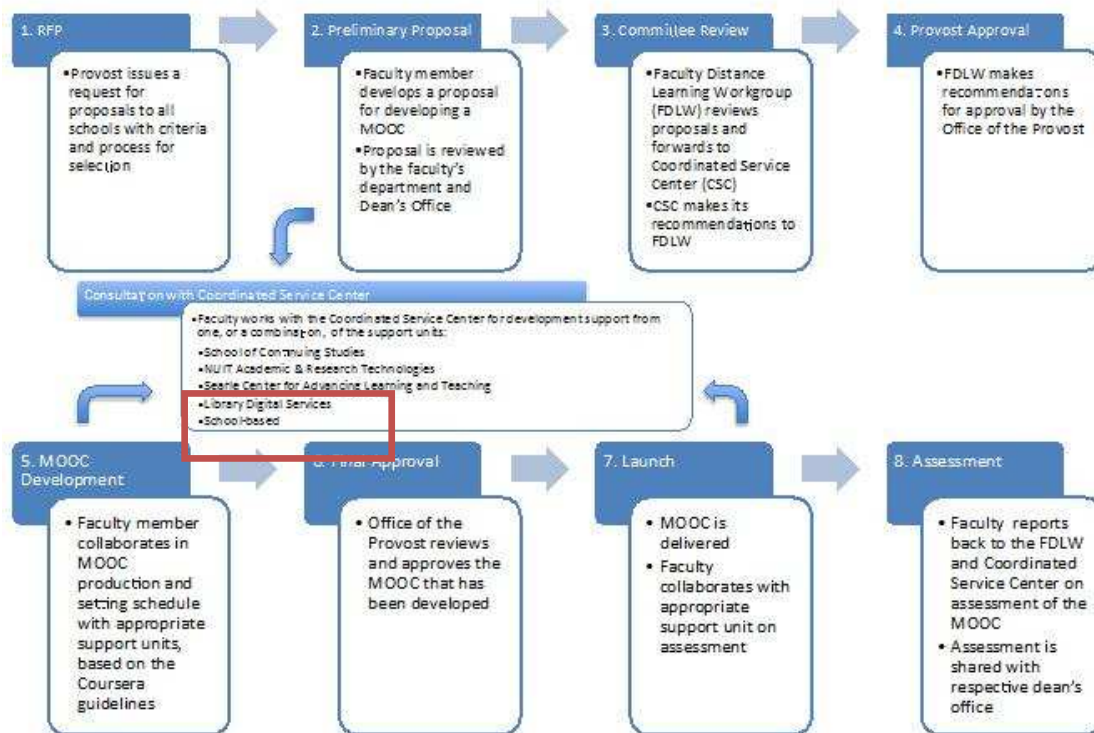 1. RFP
•Provost issues a
request for
proposals to all
schools with criteria
and process for
selection
2. Preliminary Proposal
•Faculty member
develops a proposal
for developing a
MOOC
•Proposal is reviewed
by the faculty's
department and
Dean's Office
3. Committee Review
•Faculty Distance
Learning Workgroup
(FDLW) reviews
proposals and
forwards to
Coordinated Service
Center (CSC)
•CSC makes its
recommendations to
FDLW
4. Provost Approval
•FDLW makes
recommendations
for approval by the
Office of the Provost
Consultation with Coordinated Service Center
•Faculty works with the Coordinated Service Center for development support from
one, or a combination, of the support units:
•School of Continuing Studies
•NUIT Academic & Research Technologies
•Searle Center for Advancing Learning and Teaching
•Library Digital Services
•School-based
5. MOOC
Development
• Faculty member
collaborates in
MOOC
production and
setting schedule
with appropriate
support units,
based on the
Coursera
guidelines
6. Final Approval
• Office of the
Provost reviews
and approves the
MOOC that has
been developed
7. Launch
• MOOC is
delivered
• Faculty
collaborates with
appropriate
support unit on
assessment
8. Assessment
• Faculty reports
back to the FDLW
and Coordinated
Service Center on
assessment of the
MOOC
• Assessment is
shared with
respective dean's
office